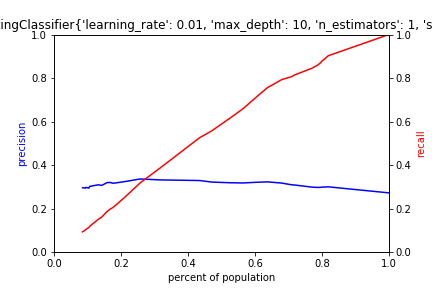 ingClassifier{'learning_rate': 0.01, 'max_depth': 10, 'n_estimators': 1, 's
1.0 1.0
0.8 0.8
0.6 0.6
precision recall
0.4 0.4
0.2 0.2
0.0 0.0
0.0 0.2 0.4 0.6 0.8 1.0
percent of population